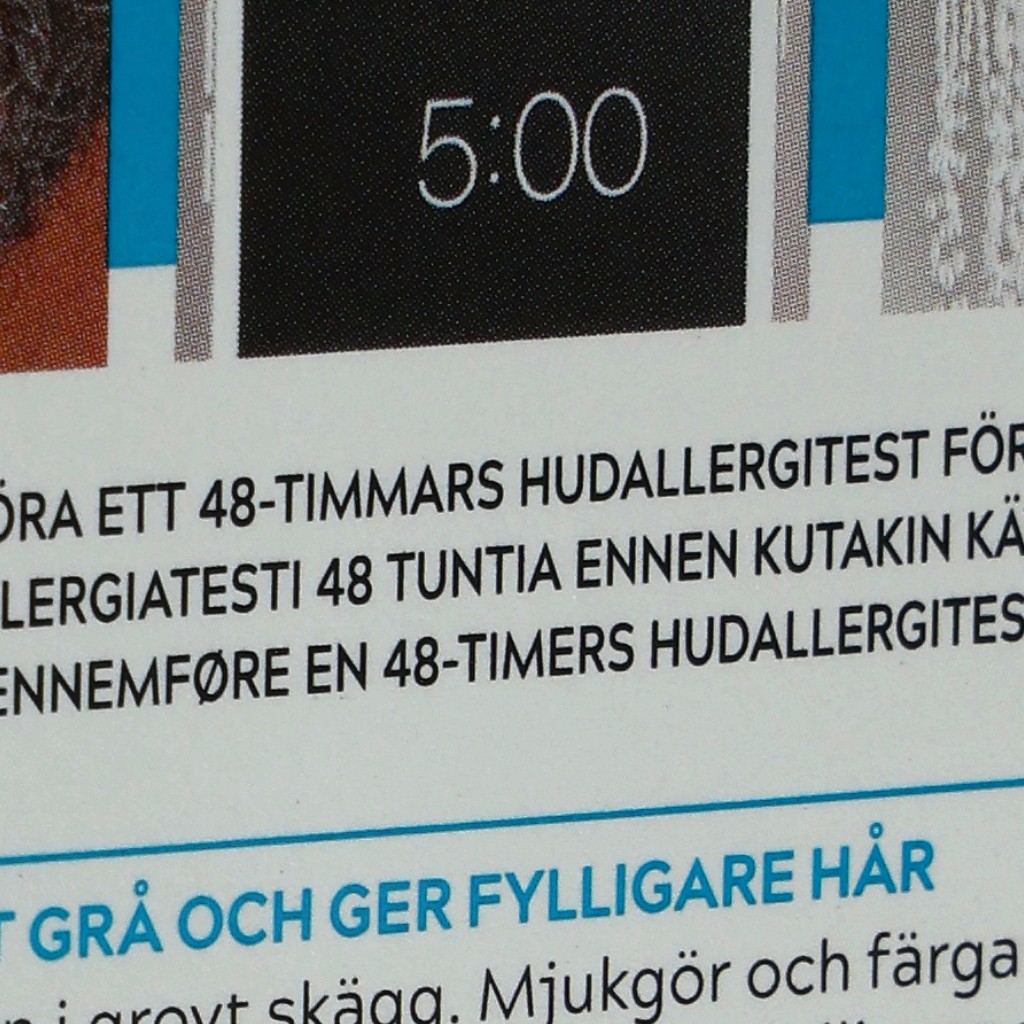 5:00
ÖRA ETT 48-TIMMARS HUDALLERGITEST FÖR
LERGIATESTI 48 TUNTIA ENNEN KUTAKIN KÄ
ENNEMFØRE EN 48-TIMERS HUDALLERGITES
T GRÅ OCH GER FYLLIGARE HÅR
n i grovt skägg. Mjukgör och färga